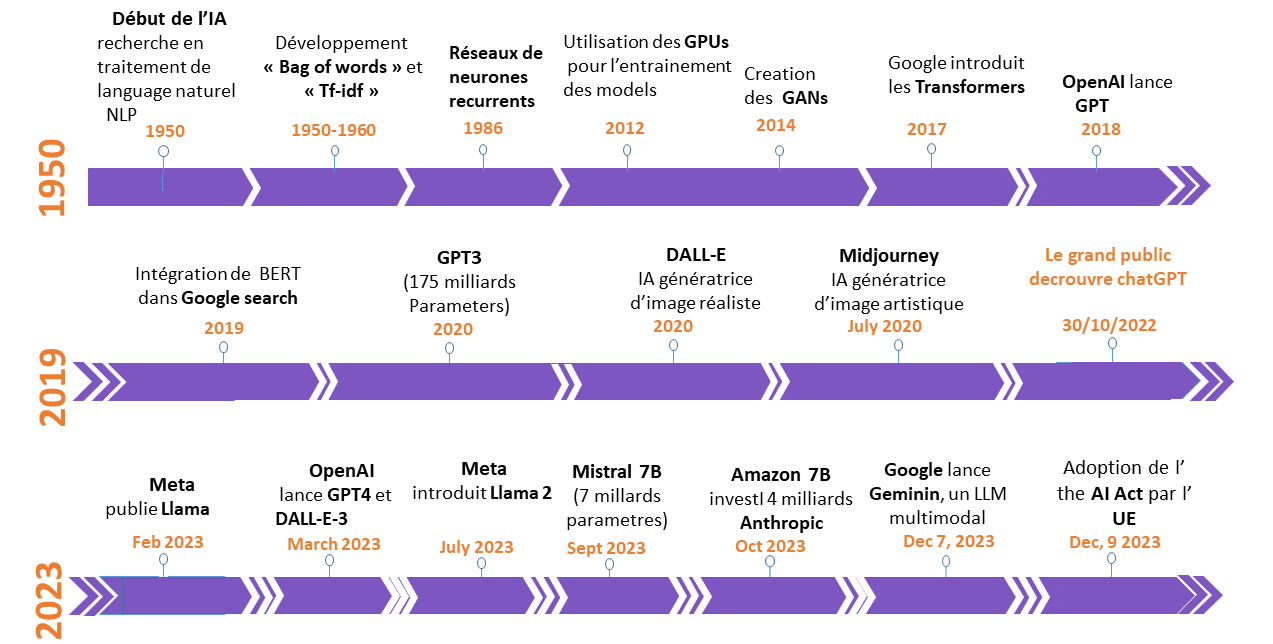 Début de l’IA
recherche en
traitement de
language naturel
NLP
1950
Développement
« Bag of words » et
« Tf-idf »
1950-1960
Réseaux de
neurones
recurrents
1986
Utilisation des GPUs
pour l’entrainement
des models
2012
Creation
des GANs
2014
Google introduit
les Transformers
2017
OpenAI lance
GPT
2018
1950
Intégration de BERT
dans Google search
2019
GPT3
(175 milliards
Parameters)
2020
DALL-E
IA génératrice
d’image réaliste
2020
Midjourney
IA génératrice
d’image artistique
July 2020
Le grand public
decrouvre chatGPT
30/10/2022
2019
Meta
publie Llama
Feb 2023
OpenAI
lance GPT4 et
DALL-E-3
March 2023
Meta
introduit Llama 2
July 2023
Mistral 7B
(7 millards
parametres)
Sept 2023
Amazon 7B
investI 4 milliards
Anthropic
Oct 2023
Google lance
Geminin, un LLM
multimodal
Dec 7, 2023
Adoption de l’
the AI Act par l’
UE
Dec, 9 2023
2023